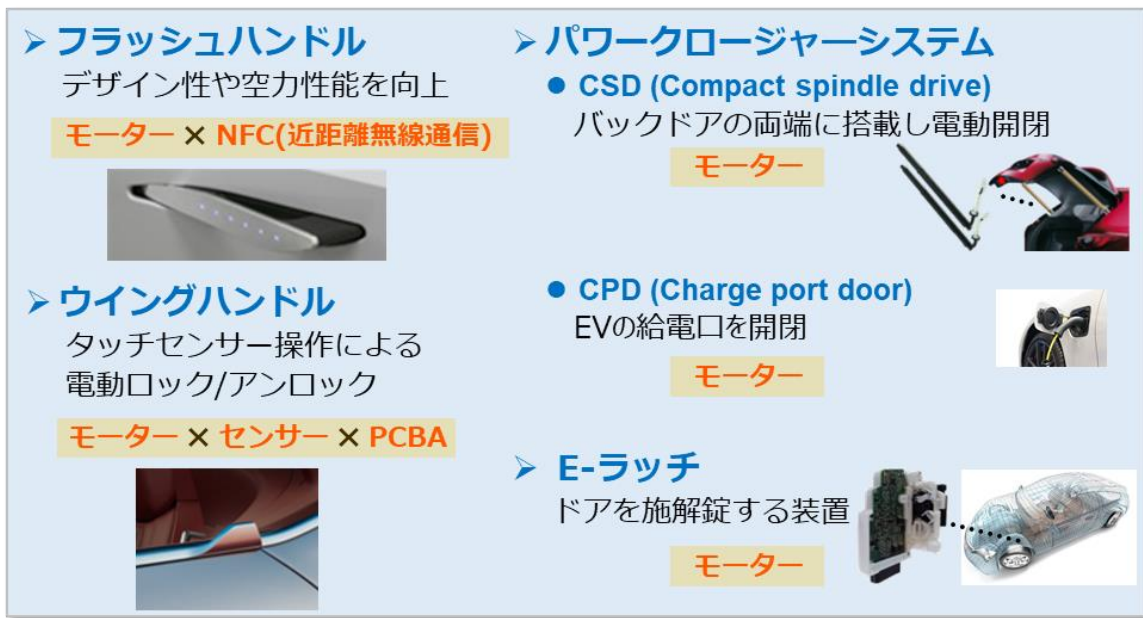 ➢ フラッシュハンドル
デザイン性や空力性能を向上
モーター × NFC(近距離無線通信)
➢ ウイングハンドル
タッチセンサー操作による
電動ロック/アンロック
モーター × センサー × PCBA
➢ パワークロージャーシステム
● CSD (Compact spindle drive)
バックドアの両端に搭載し電動開閉
モーター
● CPD (Charge port door)
EVの給電口を開閉
モーター
➢ E-ラッチ
ドアを施解錠する装置
モーター